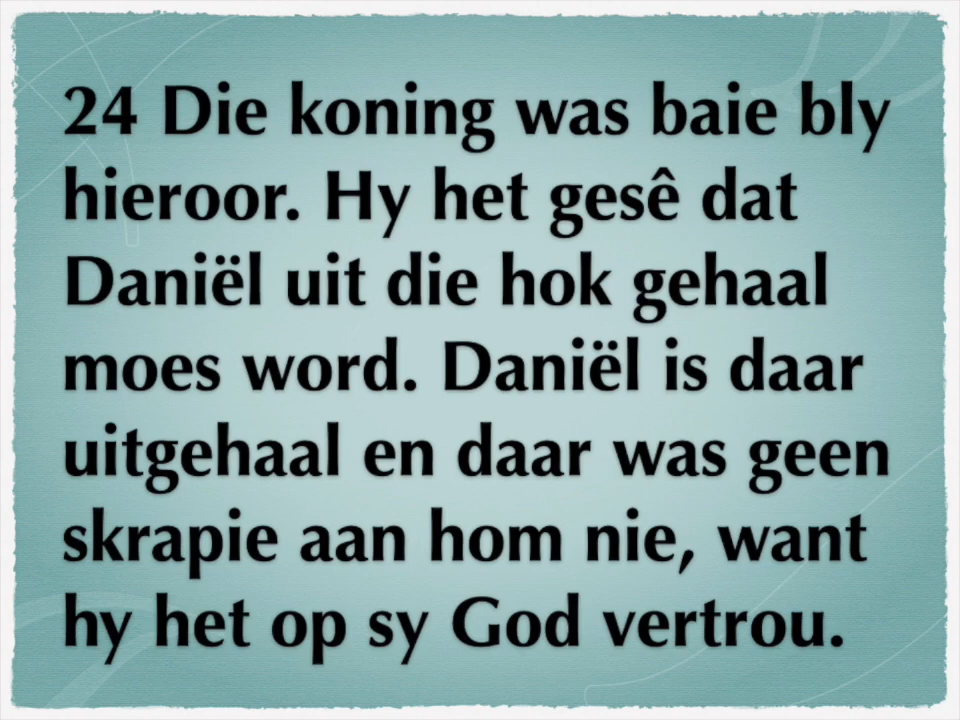 24 Die koning was baie bly
hieroor. Hy het gesê dat
Daniël uit die hok gehaal
moes word. Daniël is daar
uitgehaal en daar was geen
skrapie aan hom nie, want
hy het op sy God vertrou.